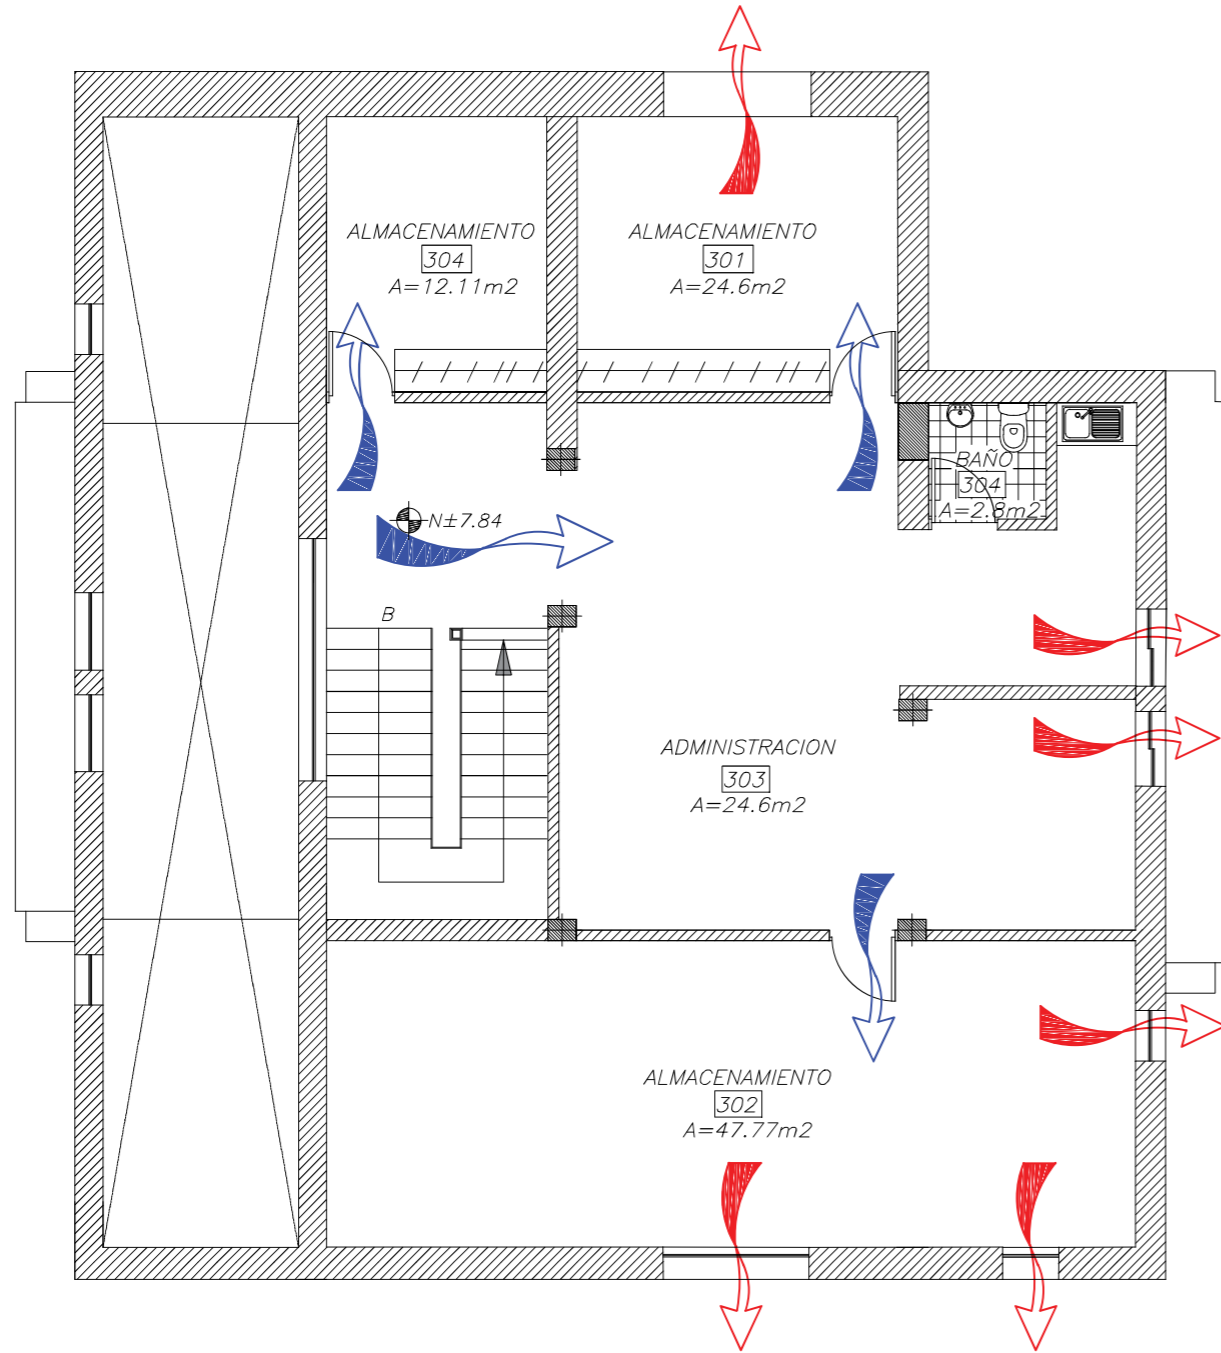 ALMACENAMIENTO
304
A=12.11m2
ALMACENAMIENTO
301
A=24.6m2
BAÑO
304
A=2.8m2
N±7.84
B
ADMINISTRACION
303
A=24.6m2
ALMACENAMIENTO
302
A=47.77m2